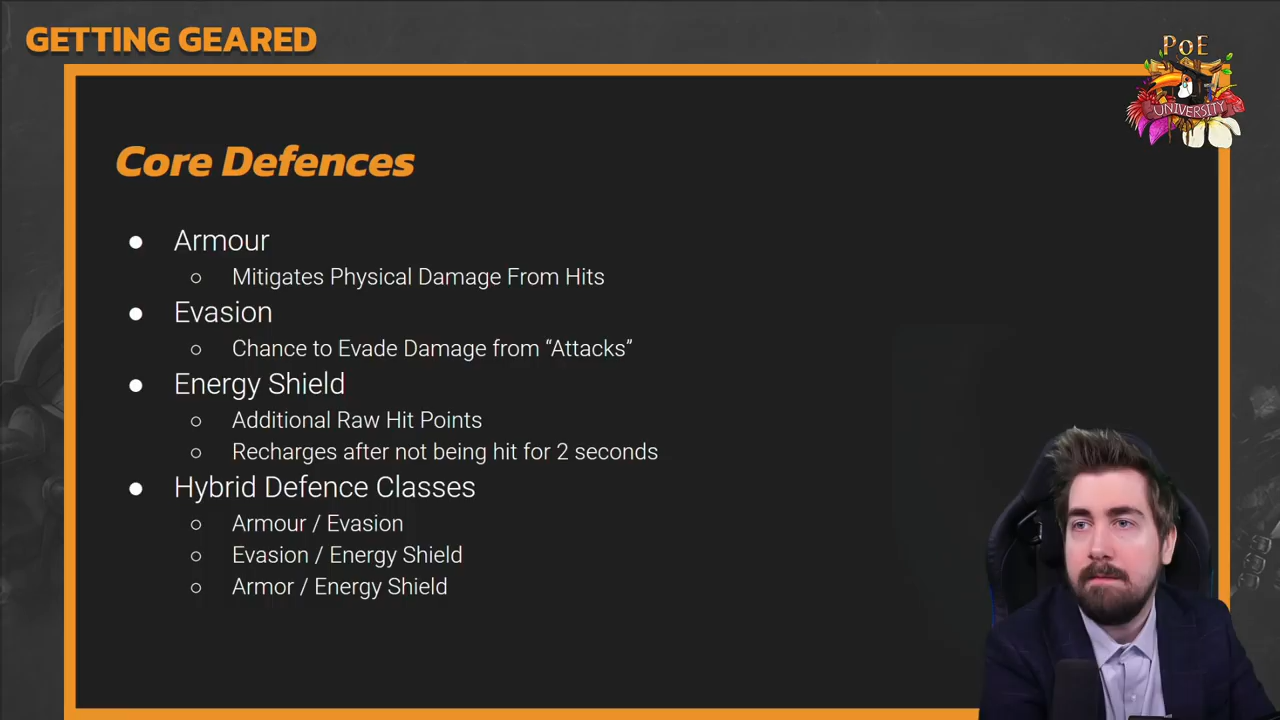 GETTING GEARED
PoE
UNIVERSITY
Core Defences
● Armour
○ Mitigates Physical Damage From Hits
● Evasion
○ Chance to Evade Damage from “Attacks”
● Energy Shield
○ Additional Raw Hit Points
○ Recharges after not being hit for 2 seconds
● Hybrid Defence Classes
○ Armour / Evasion
○ Evasion / Energy Shield
○ Armor / Energy Shield